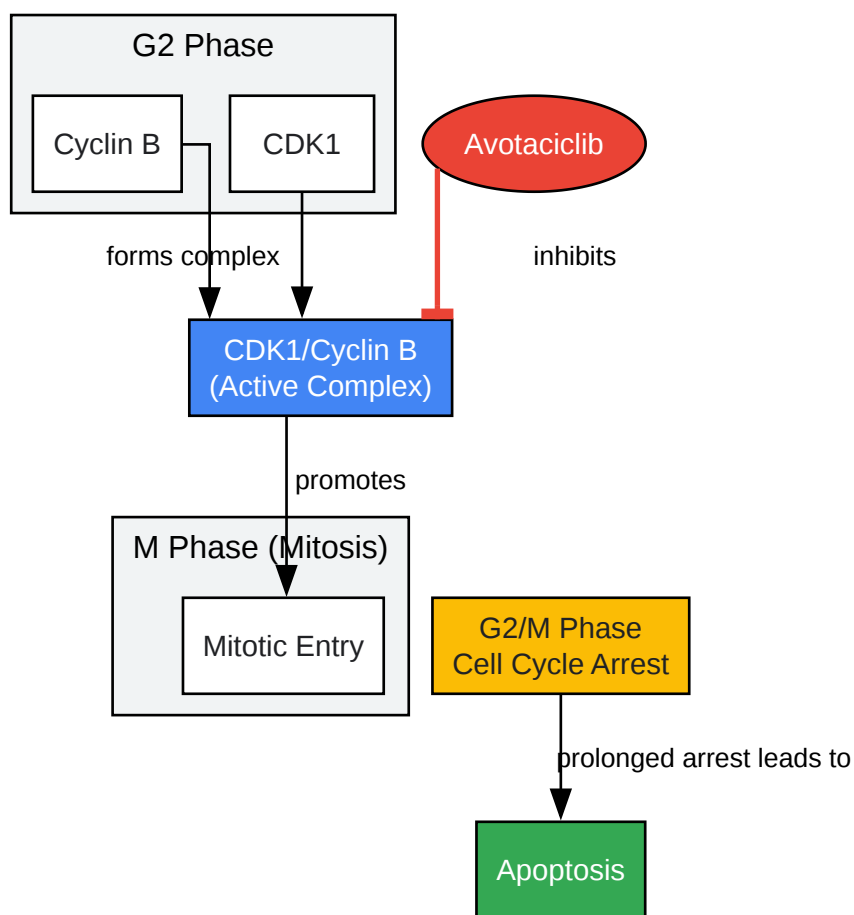 G2 Phase
Cyclin B
CDK1
Avotaciclib
forms complex
inhibits
CDK1/Cyclin B
(Active Complex)
promotes
M Phase (Mitosis)
Mitotic Entry
G2/M Phase
Cell Cycle Arrest
prolonged arrest leads to
Apoptosis